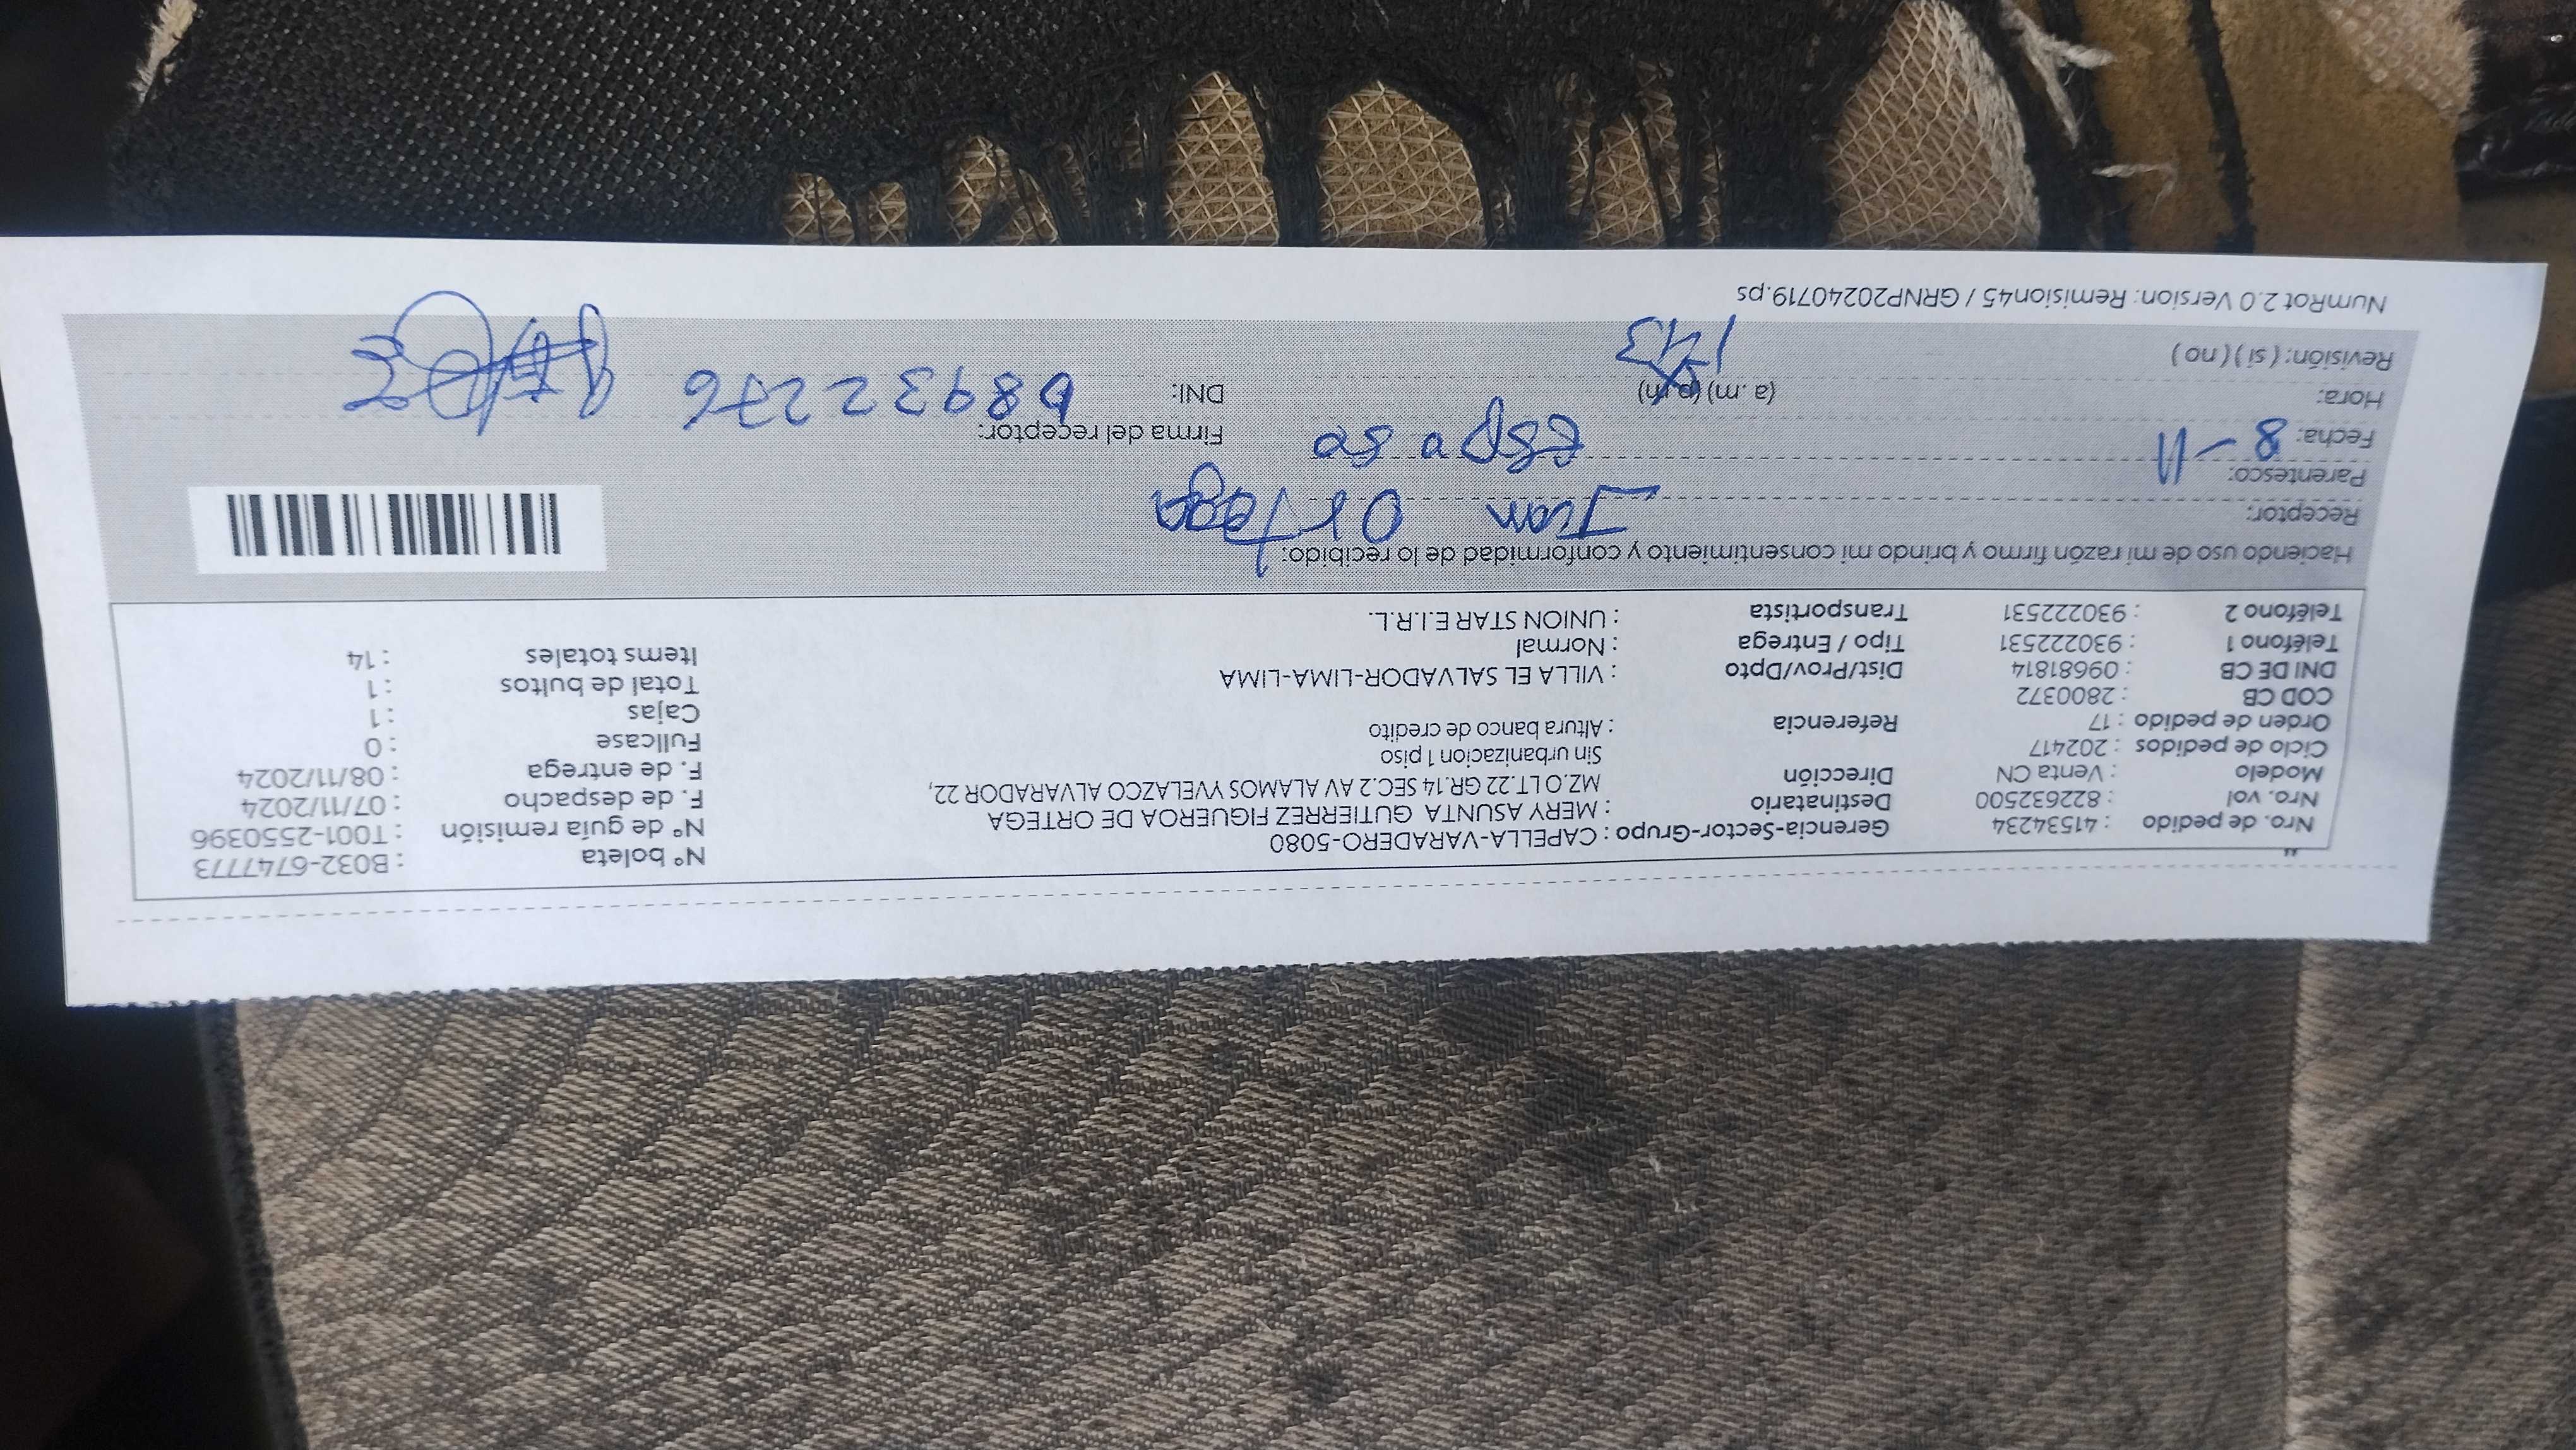 Nro. de pedido : 41534234 Gerencia-Sector-Grupo : CAPELLA-VARADERO-5080 N° boleta : B032-6747773
Nro. vol : 822632500 Destinatario : MERY ASUNTA GUTIERREZ FIGUEROA DE ORTEGA N° de guía remisión : T001-2550396
Modelo : Venta CN Dirección MZ.O LT.22 GR.14 SEC.2 AV ALAMOS YVELAZCO ALVARADOR 22, F. de despacho : 07/11/2024
Ciclo de pedidos : 202417 Sin urbanizacion 1 piso F. de entrega : 08/11/2024
Orden de pedido : 17 Referencia : Altura banco de credito Fullcase : 0
COD CB : 2800372 Cajas : 1
DNI DE CB : 09681814 Dist/Prov/Dpto : VILLA EL SALVADOR-LIMA-LIMA Total de bultos : 1
Teléfono 1 : 930222531 Tipo / Entrega : Normal Items totales : 14
Teléfono 2 : 930222531 Transportista : UNION STAR E.I.R.L.
Haciendo uso de mi razón firmo y brindo mi consentimiento y conformidad de lo recibido:
Receptor: Juan Ortega
Parentesco: Esposo
Fecha: 8-11 Firma del receptor:
Hora: (a.m) (p.m) 1 43 DNI: 08932276
Revisión: ( si ) ( no )
NumRot 2.0 Version: Remision45 / GRNP20240719.ps